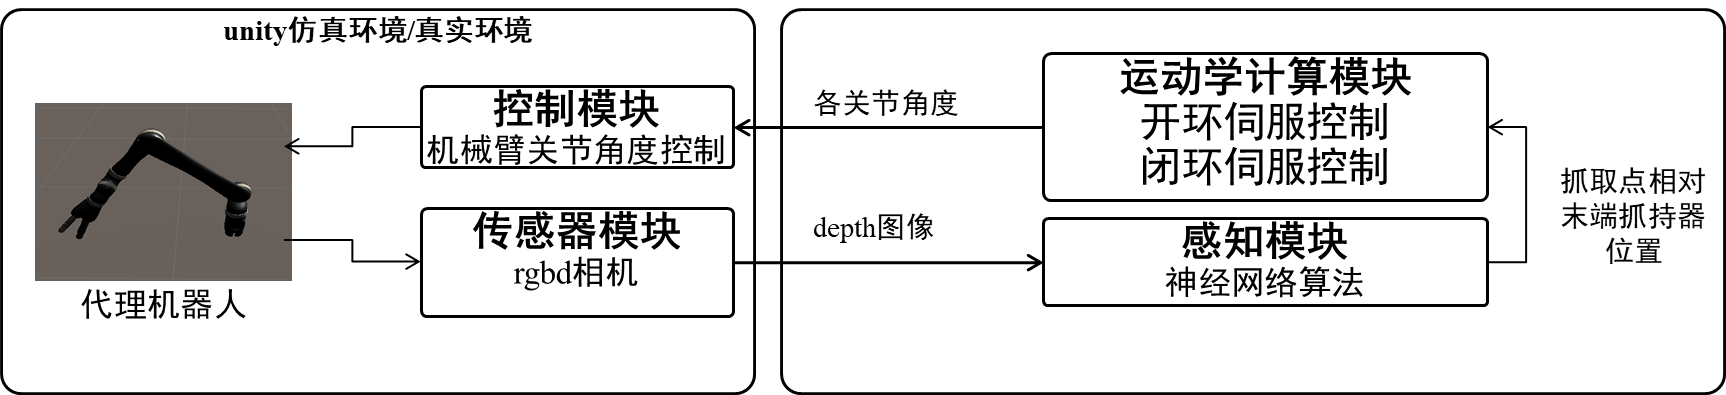 unity仿真环境/真实环境
控制模块
机械臂关节角度控制
传感器模块
rgbd相机
代理机器人
各关节角度
depth图像
运动学计算模块
开环伺服控制
闭环伺服控制
感知模块
神经网络算法
抓取点相对
末端抓持器
位置